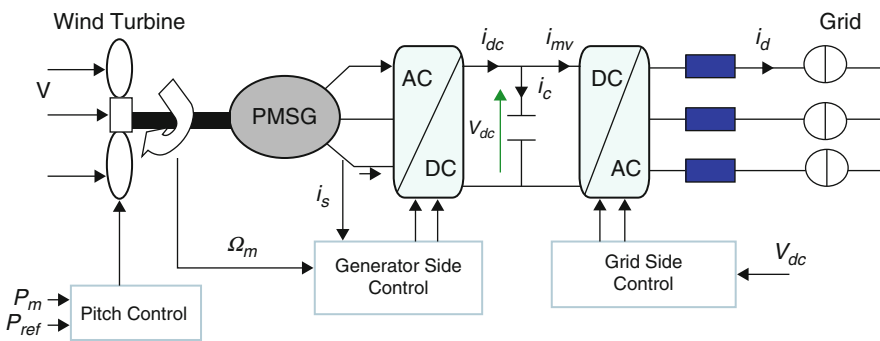 Wind Turbine
Grid
V
PMSG
AC
DC
i_dc
i_mv
i_c
V_dc
DC
AC
i_d
i_s
Ω_m
P_m
P_ref
Pitch Control
Generator Side
Control
Grid Side
Control
V_dc